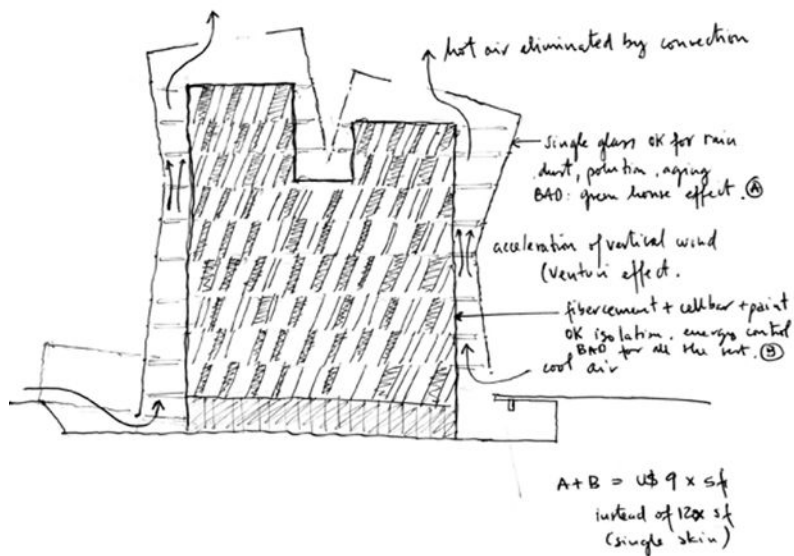 hot air eliminated by convection
single glass OK for rain
dust, polution, aging
BAD: green house effect. Ⓐ
acceleration of vertical wind
(venturi effect.
fibercement + cellbar + paint
OK isolation, energy control
BAD for all the rest. Ⓑ
cool air
A+B = U$ 9 x sf
instead of 12 x sf
(single skin)